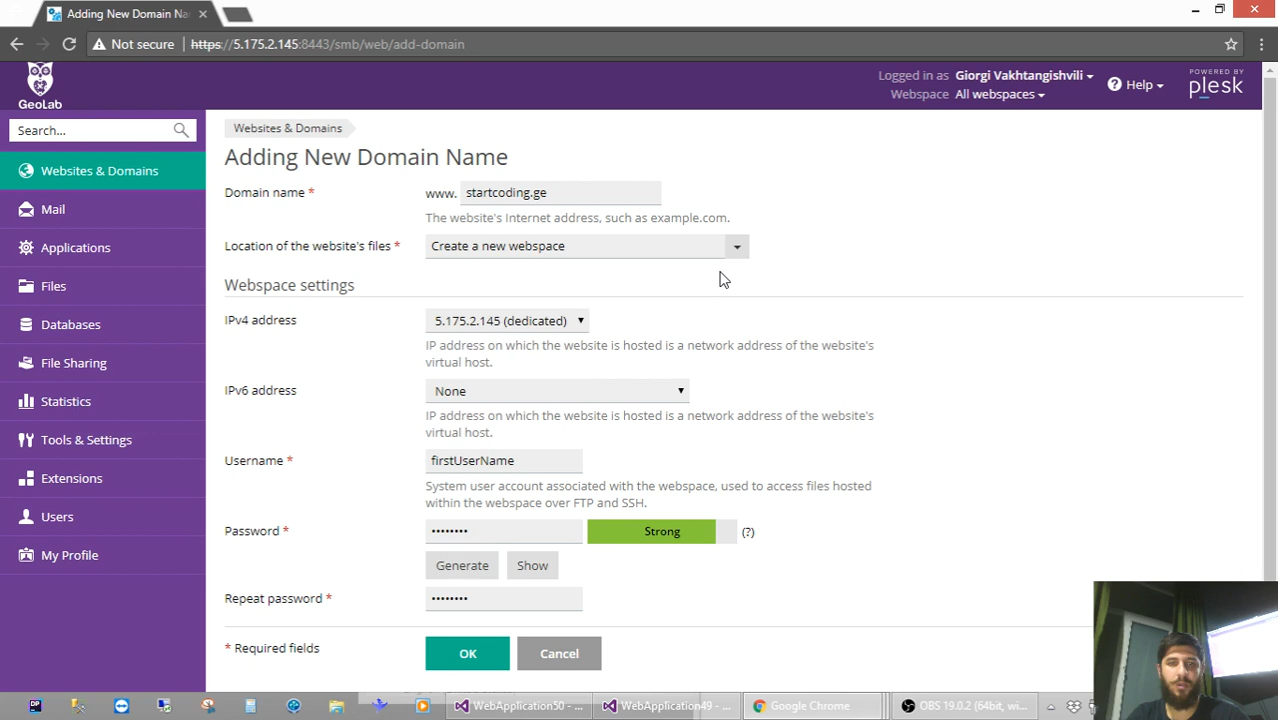 Adding New Domain Na
Not secure
https://5.175.2.145:8443/smb/web/add-domain
GeoLab
Logged in as Giorgi Vakhtangishvili
Webspace All webspaces
Help
POWERED BY
plesk
Search...
Websites & Domains
Mail
Applications
Files
Databases
File Sharing
Statistics
Tools & Settings
Extensions
Users
My Profile
Websites & Domains
Adding New Domain Name
Domain name *
www. startcoding.ge
The website's Internet address, such as example.com.
Location of the website's files *
Create a new webspace
Webspace settings
IPv4 address
5.175.2.145 (dedicated)
IP address on which the website is hosted is a network address of the website's
virtual host.
IPv6 address
None
IP address on which the website is hosted is a network address of the website's
virtual host.
Username *
firstUserName
System user account associated with the webspace, used to access files hosted
within the webspace over FTP and SSH.
Password *
••••••••
Strong
(?)
Generate
Show
Repeat password *
••••••••
* Required fields
OK
Cancel
DP
WebApplication50 - ...
WebApplication49 - ...
Google Chrome
OBS 19.0.2 (64bit, wi...